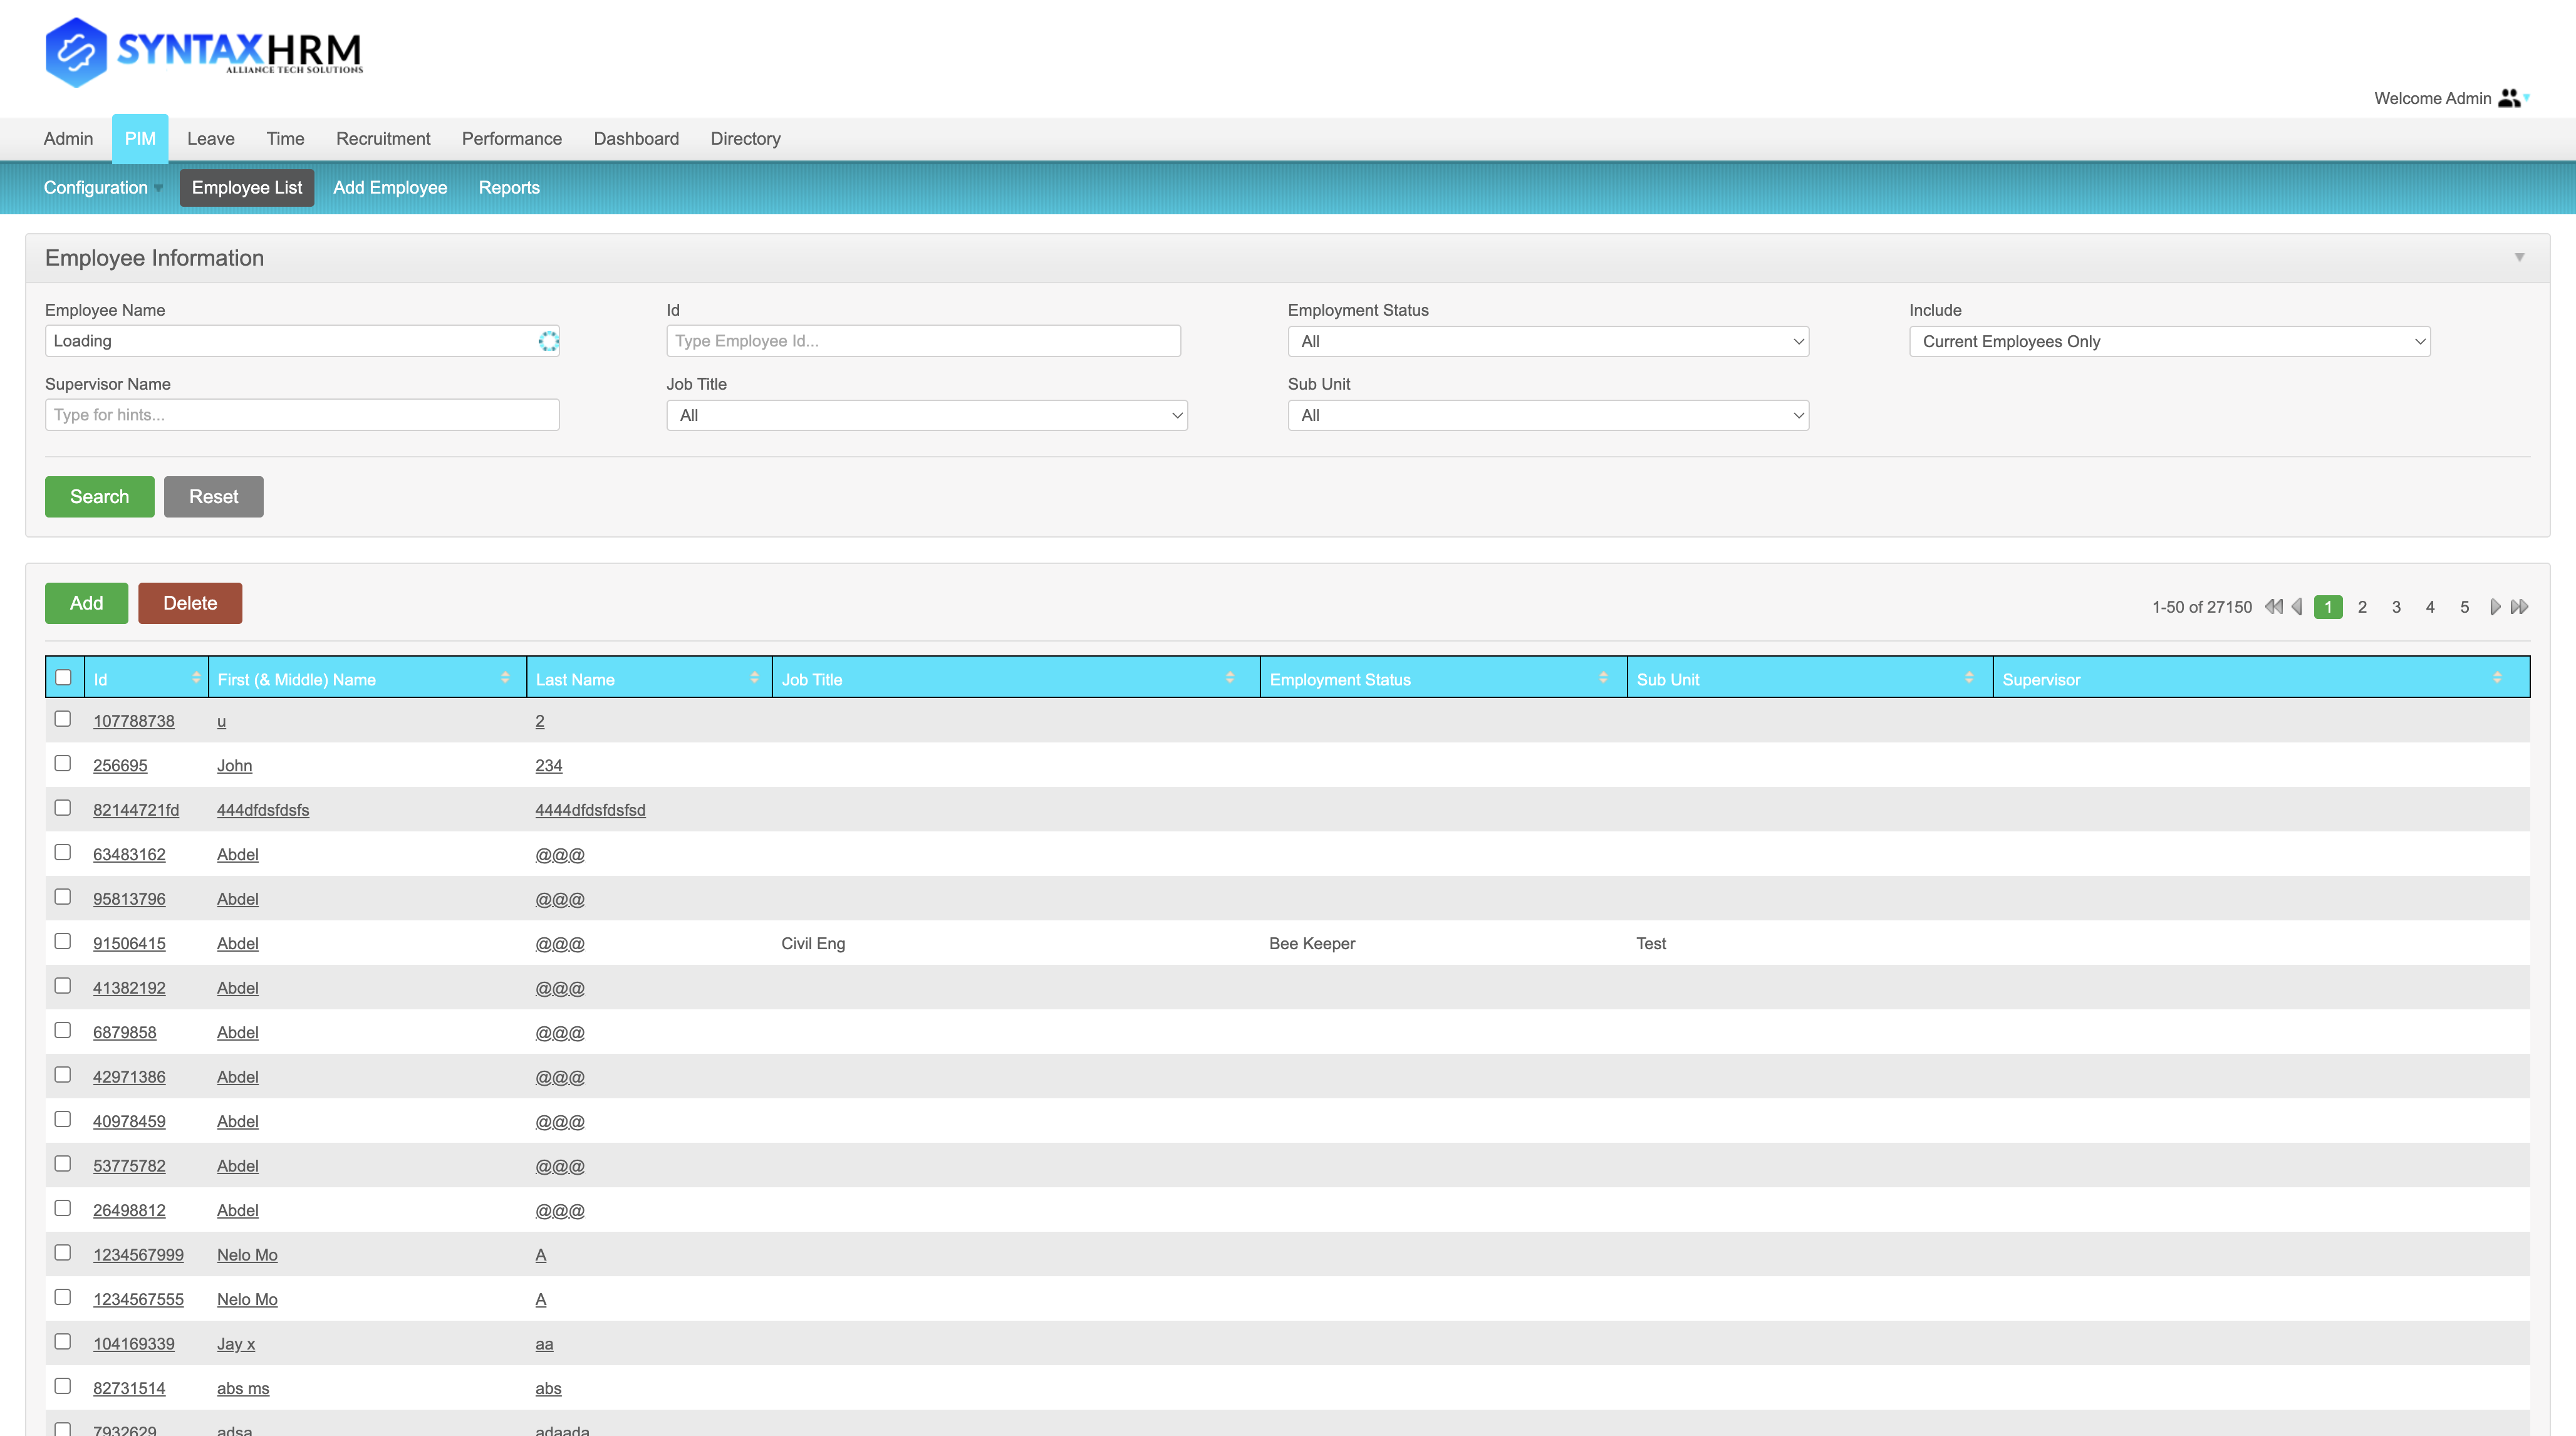 SYNTAXHRM
ALLIANCE TECH SOLUTIONS
Welcome Admin
Admin PIM Leave Time Recruitment Performance Dashboard Directory
Configuration Employee List Add Employee Reports
Employee Information
Employee Name Id Employment Status Include
Loading Type Employee Id... All Current Employees Only
Supervisor Name Job Title Sub Unit
Type for hints... All All
Search Reset
Add Delete 1-50 of 27150 1 2 3 4 5
Id First (& Middle) Name Last Name Job Title Employment Status Sub Unit Supervisor
107788738 u 2
256695 John 234
82144721fd 444dfdsfdsfs 4444dfdsfdsfsd
63483162 Abdel @@@
95813796 Abdel @@@
91506415 Abdel @@@ Civil Eng Bee Keeper Test
41382192 Abdel @@@
6879858 Abdel @@@
42971386 Abdel @@@
40978459 Abdel @@@
53775782 Abdel @@@
26498812 Abdel @@@
1234567999 Nelo Mo A
1234567555 Nelo Mo A
104169339 Jay x aa
82731514 abs ms abs
7932629 adsa adaada